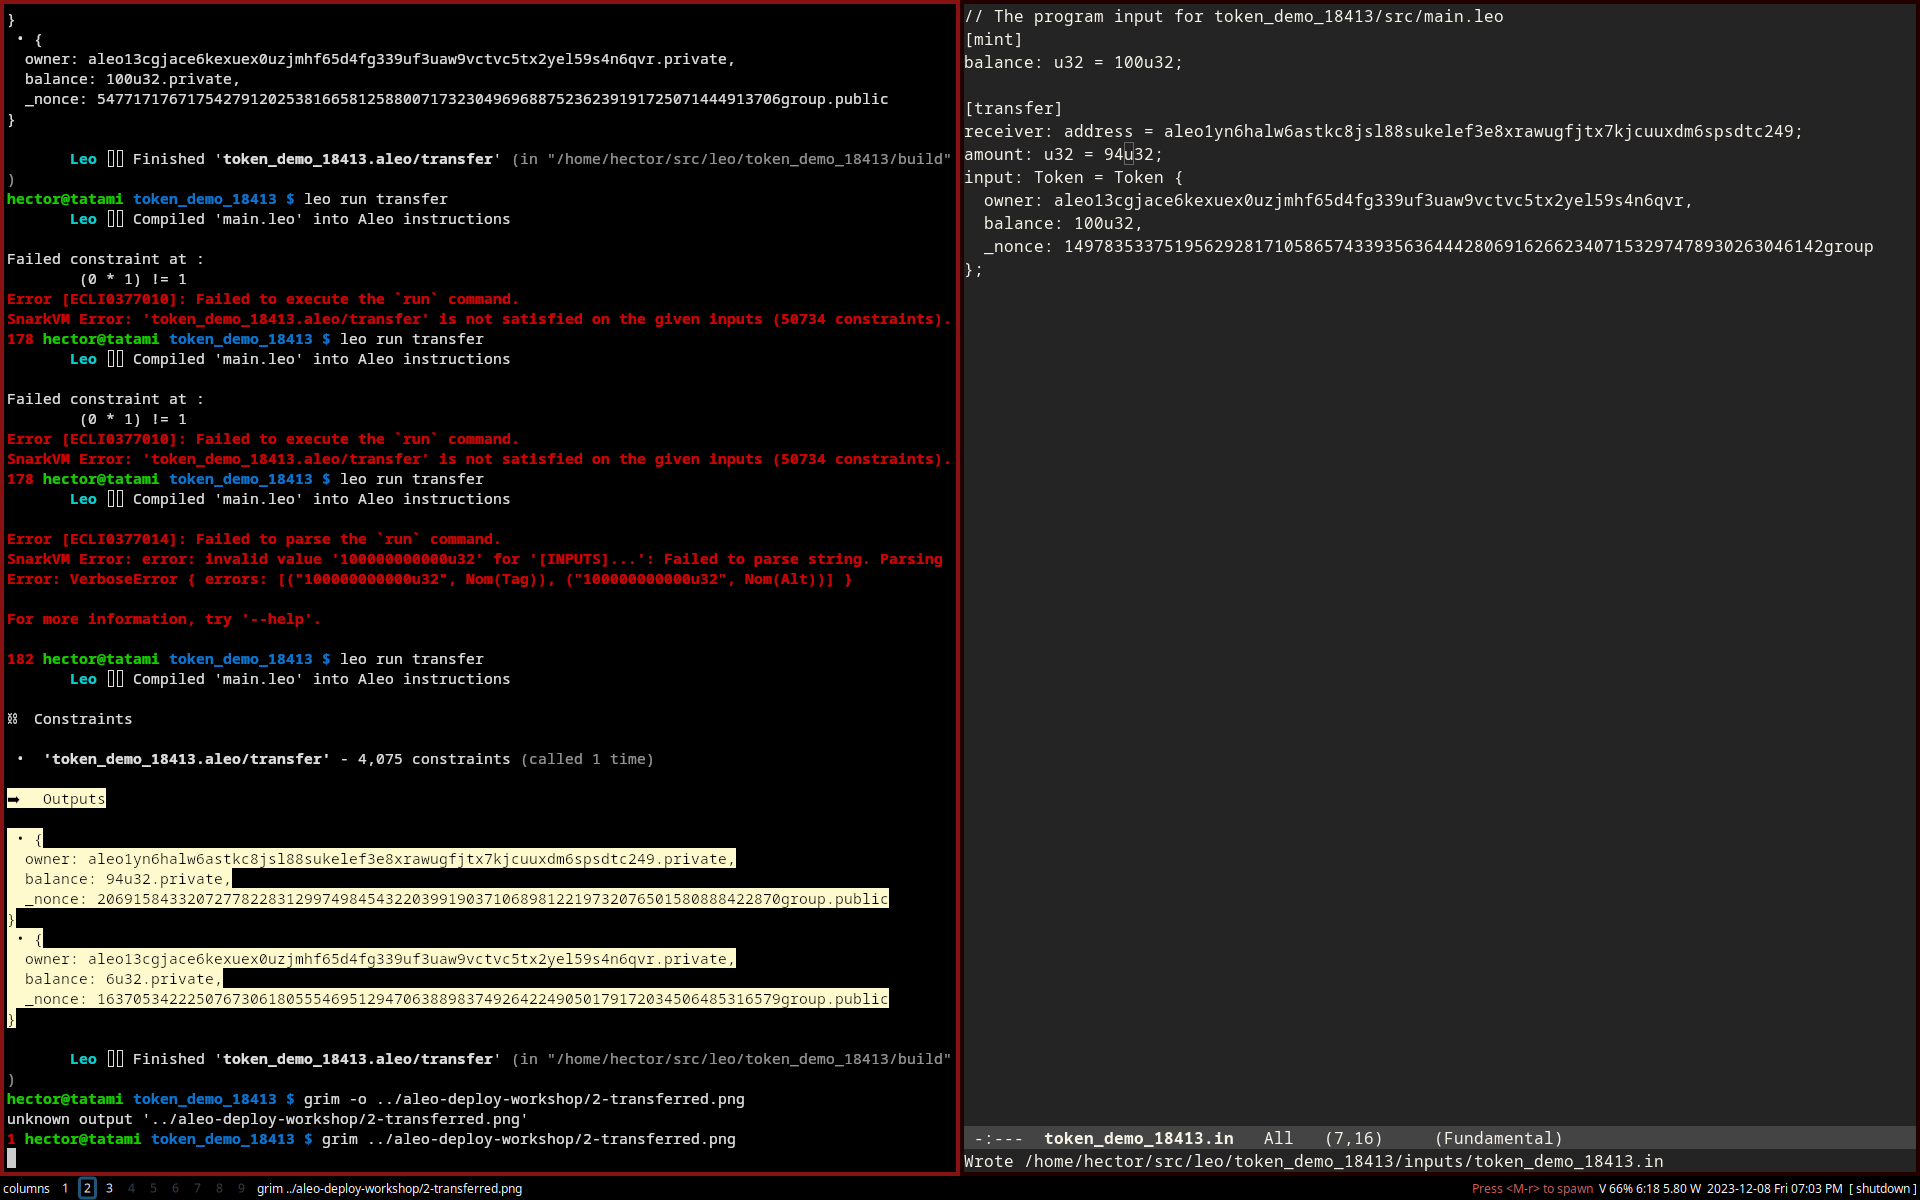 }
 • {
  owner: aleo13cgjace6kexuex0uzjmhf65d4fg339uf3uaw9vctvc5tx2yel59s4n6qvr.private,
  balance: 100u32.private,
  _nonce: 5477171767175427912025381665812588007173230496968875236239191725071444913706group.public
}
       Leo Finished 'token_demo_18413.aleo/transfer' (in "/home/hector/src/leo/token_demo_18413/build"
)
hector@tatami token_demo_18413 $ leo run transfer
       Leo Compiled 'main.leo' into Aleo instructions
Failed constraint at :
        (0 * 1) != 1
Error [ECLI0377010]: Failed to execute the `run` command.
SnarkVM Error: 'token_demo_18413.aleo/transfer' is not satisfied on the given inputs (50734 constraints).
178 hector@tatami token_demo_18413 $ leo run transfer
       Leo Compiled 'main.leo' into Aleo instructions
Failed constraint at :
        (0 * 1) != 1
Error [ECLI0377010]: Failed to execute the `run` command.
SnarkVM Error: 'token_demo_18413.aleo/transfer' is not satisfied on the given inputs (50734 constraints).
178 hector@tatami token_demo_18413 $ leo run transfer
       Leo Compiled 'main.leo' into Aleo instructions
Error [ECLI0377014]: Failed to parse the `run` command.
SnarkVM Error: error: invalid value '100000000000u32' for '[INPUTS]...': Failed to parse string. Parsing
Error: VerboseError { errors: [("100000000000u32", Nom(Tag)), ("100000000000u32", Nom(Alt))] }
For more information, try '--help'.
182 hector@tatami token_demo_18413 $ leo run transfer
       Leo Compiled 'main.leo' into Aleo instructions
⛓  Constraints
 •  'token_demo_18413.aleo/transfer' - 4,075 constraints (called 1 time)
➡   Outputs
 • {
  owner: aleo1yn6halw6astkc8jsl88sukelef3e8xrawugfjtx7kjcuuxdm6spsdtc249.private,
  balance: 94u32.private,
  _nonce: 2069158433207277822831299749845432203991903710689812219732076501580888422870group.public
}
 • {
  owner: aleo13cgjace6kexuex0uzjmhf65d4fg339uf3uaw9vctvc5tx2yel59s4n6qvr.private,
  balance: 6u32.private,
  _nonce: 1637053422250767306180555469512947063889837492642249050179172034506485316579group.public
}
       Leo Finished 'token_demo_18413.aleo/transfer' (in "/home/hector/src/leo/token_demo_18413/build"
)
hector@tatami token_demo_18413 $ grim -o ../aleo-deploy-workshop/2-transferred.png
unknown output '../aleo-deploy-workshop/2-transferred.png'
1 hector@tatami token_demo_18413 $ grim ../aleo-deploy-workshop/2-transferred.png
// The program input for token_demo_18413/src/main.leo
[mint]
balance: u32 = 100u32;
[transfer]
receiver: address = aleo1yn6halw6astkc8jsl88sukelef3e8xrawugfjtx7kjcuuxdm6spsdtc249;
amount: u32 = 94u32;
input: Token = Token {
  owner: aleo13cgjace6kexuex0uzjmhf65d4fg339uf3uaw9vctvc5tx2yel59s4n6qvr,
  balance: 100u32,
  _nonce: 1497835337519562928171058657433935636444280691626623407153297478930263046142group
};
-:---  token_demo_18413.in   All   (7,16)     (Fundamental)
Wrote /home/hector/src/leo/token_demo_18413/inputs/token_demo_18413.in
columns 1 2 3 4 5 6 7 8 9 grim ../aleo-deploy-workshop/2-transferred.png Press <M-r> to spawn V 66% 6:18 5.80 W 2023-12-08 Fri 07:03 PM [ shutdown ]